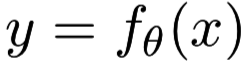 y = f_θ(x)